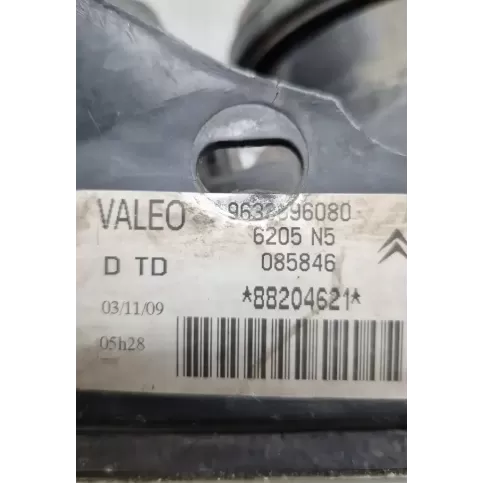 VALEO
6205 N5
D TD 085846
03/11/09 *88204621*
05h28